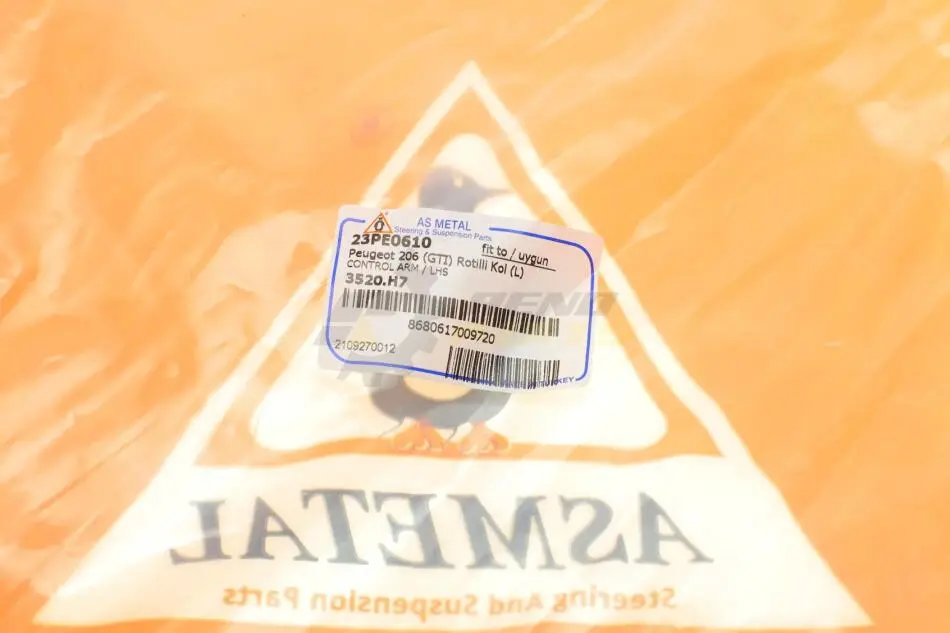 AS METAL
Steering & Suspension Parts
23PE0610
fit to / uygun
Peugeot 206 (GTI) Rotilli Kol (L)
CONTROL ARM / LHS
3520.H7
8680617009720
2109270012
ASMETAL
Steering And Suspension Parts